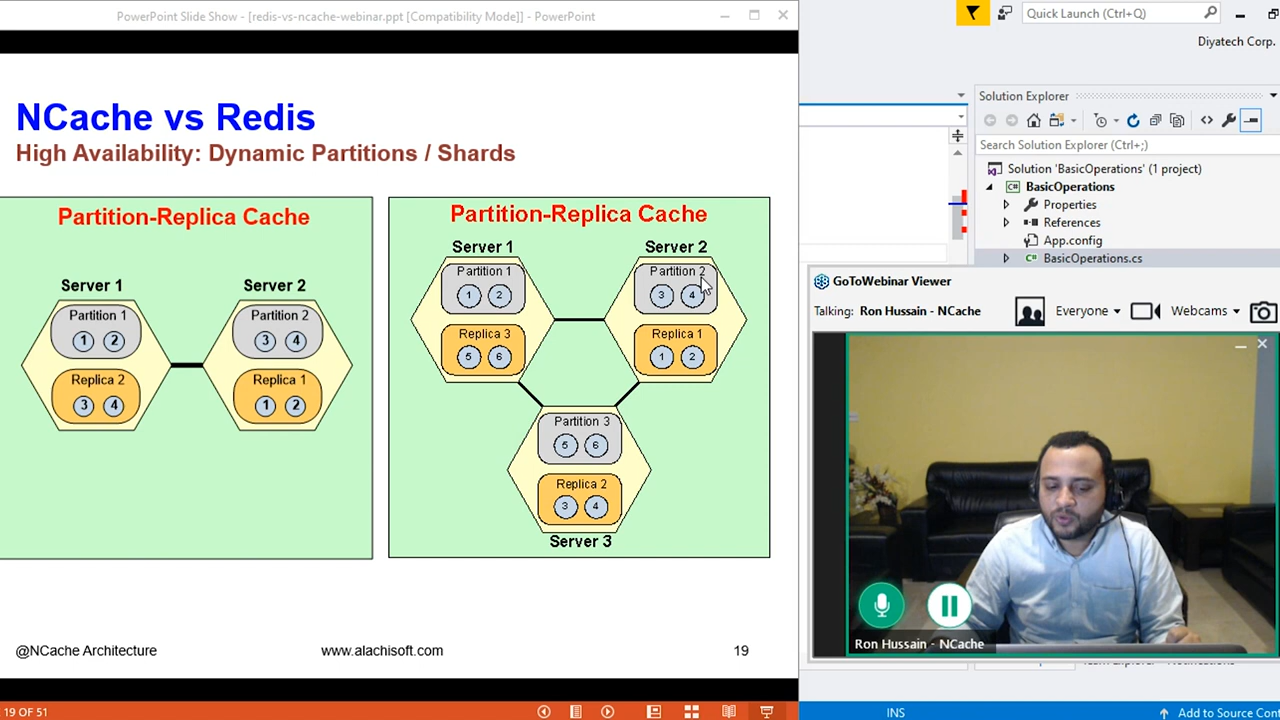 PowerPoint Slide Show - [redis-vs-ncache-webinar.ppt [Compatibility Mode]] - PowerPoint
NCache vs Redis
High Availability: Dynamic Partitions / Shards
Partition-Replica Cache
Server 1
Server 2
Partition 1
1 2
Replica 2
3 4
Partition 2
3 4
Replica 1
1 2
Partition-Replica Cache
Server 1
Server 2
Partition 1
1 2
Replica 3
5 6
Partition 2
3 4
Replica 1
1 2
Partition 3
5 6
Replica 2
3 4
Server 3
@NCache Architecture
www.alachisoft.com
19
19 OF 51
Quick Launch (Ctrl+Q)
Diyatech Corp.
Solution Explorer
Search Solution Explorer (Ctrl+;)
Solution 'BasicOperations' (1 project)
C# BasicOperations
Properties
References
App.config
C# BasicOperations.cs
GoToWebinar Viewer
Talking: Ron Hussain - NCache
Everyone
Webcams
Ron Hussain - NCache
INS
Add to Source Cont